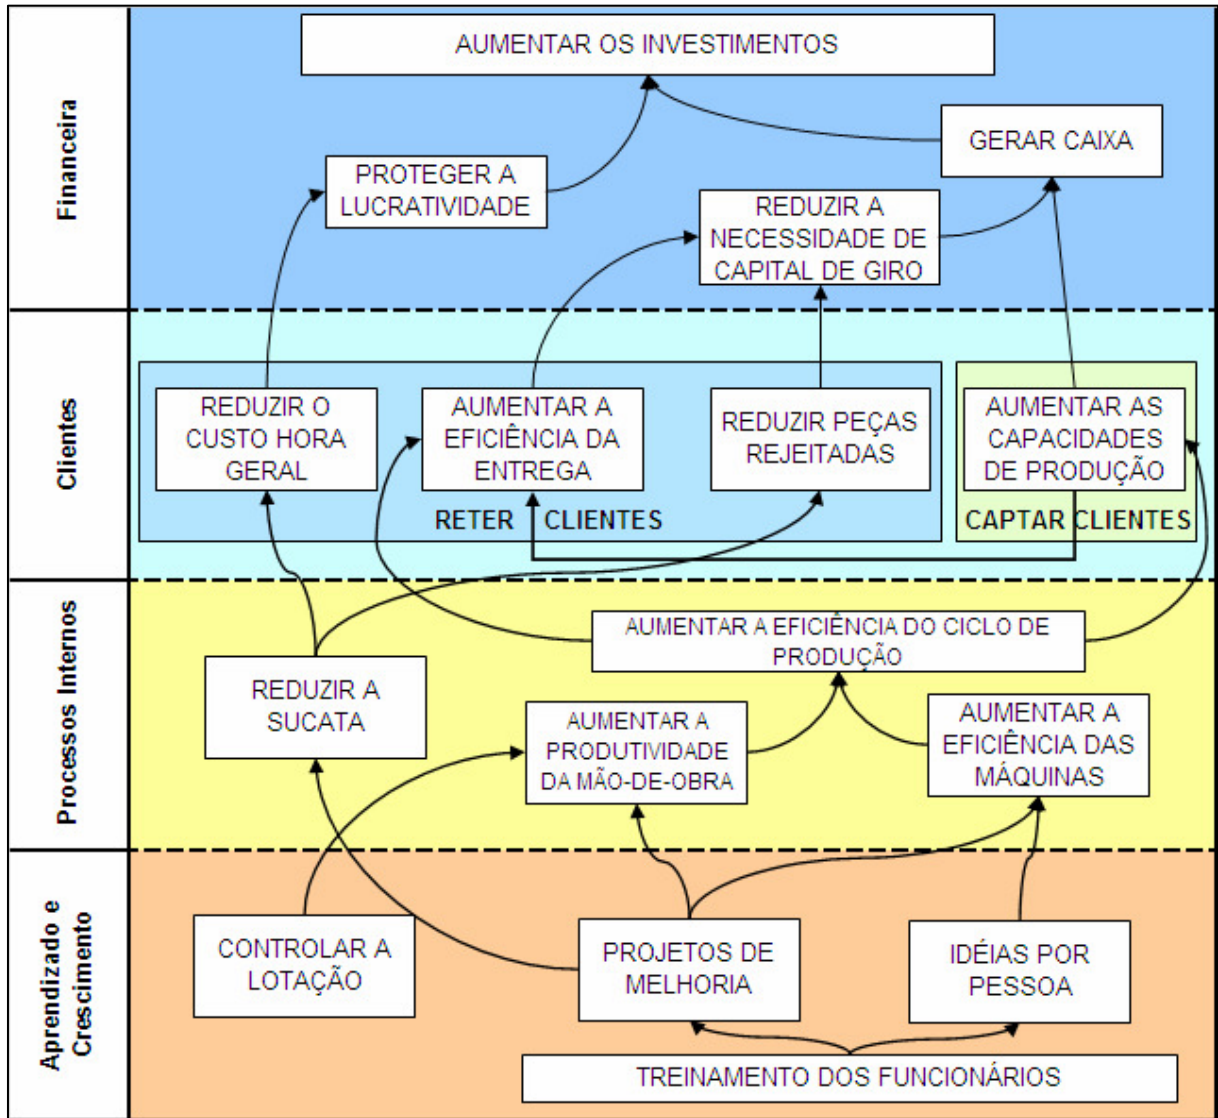 Financeira
AUMENTAR OS INVESTIMENTOS
GERAR CAIXA
PROTEGER A
LUCRATIVIDADE
REDUZIR A
NECESSIDADE DE
CAPITAL DE GIRO
Clientes
REDUZIR O
CUSTO HORA
GERAL
AUMENTAR A
EFICIÊNCIA DA
ENTREGA
REDUZIR PEÇAS
REJEITADAS
AUMENTAR AS
CAPACIDADES
DE PRODUÇÃO
RETER CLIENTES
CAPTAR CLIENTES
Processos Internos
AUMENTAR A EFICIÊNCIA DO CICLO DE
PRODUÇÃO
REDUZIR A
SUCATA
AUMENTAR A
PRODUTIVIDADE
DA MÃO-DE-OBRA
AUMENTAR A
EFICIÊNCIA DAS
MÁQUINAS
Aprendizado e
Crescimento
CONTROLAR A
LOTAÇÃO
PROJETOS DE
MELHORIA
IDÉIAS POR
PESSOA
TREINAMENTO DOS FUNCIONÁRIOS